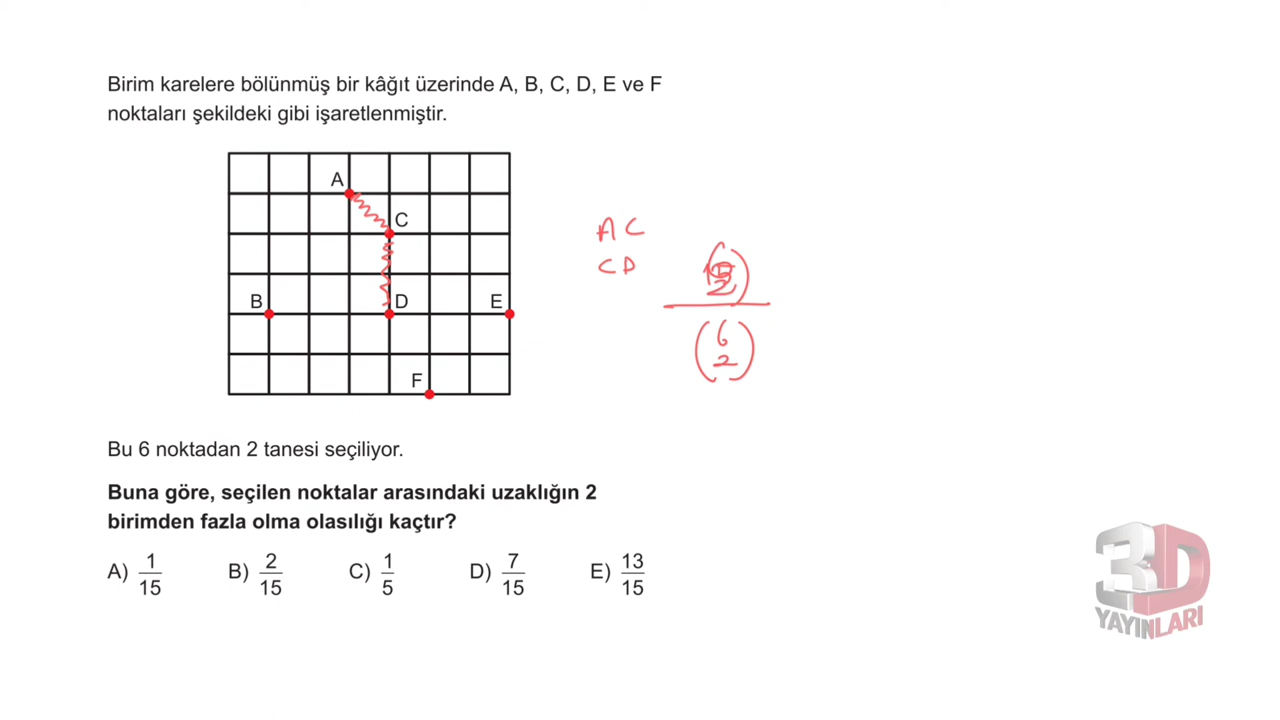 Birim karelere bölünmüş bir kâğıt üzerinde A, B, C, D, E ve F
noktaları şekildeki gibi işaretlenmiştir.
A
C
B
D
E
F
A C
C D
6
2
Bu 6 noktadan 2 tanesi seçiliyor.
Buna göre, seçilen noktalar arasındaki uzaklığın 2
birimden fazla olma olasılığı kaçtır?
A) 1/15 B) 2/15 C) 1/5 D) 7/15 E) 13/15
3D
YAYINLARI